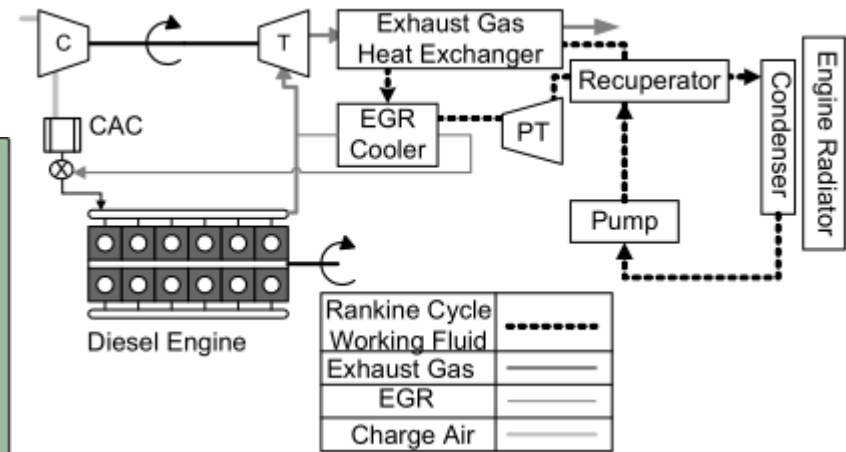 C
T
Exhaust Gas
Heat Exchanger
Recuperator
Condenser
Engine Radiator
CAC
EGR
Cooler
PT
Pump
Diesel Engine
Rankine Cycle
Working Fluid
Exhaust Gas
EGR
Charge Air